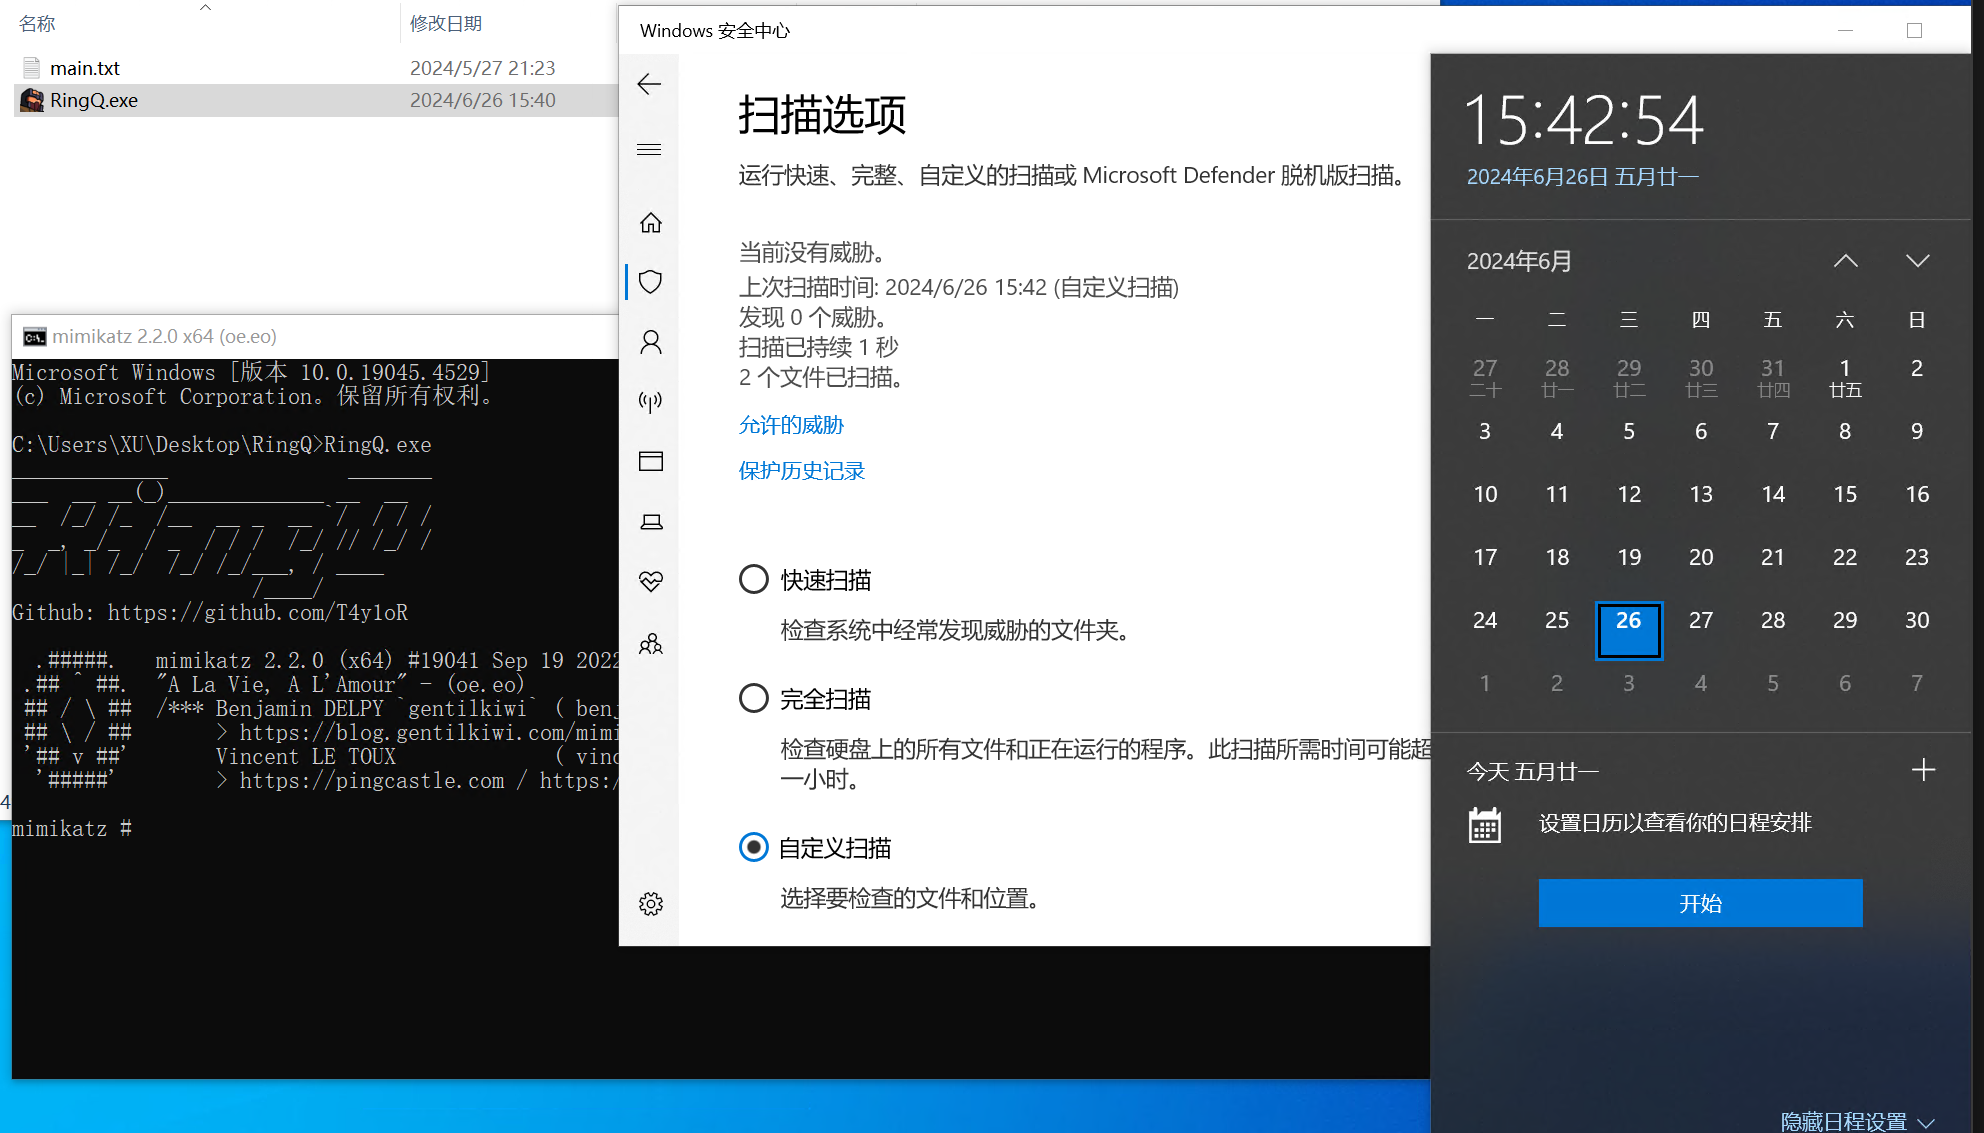 名称
修改日期
main.txt
2024/5/27 21:23
RingQ.exe
2024/6/26 15:40
mimikatz 2.2.0 x64 (oe.eo)
Microsoft Windows [版本 10.0.19045.4529]
(c) Microsoft Corporation。保留所有权利。
C:\Users\XU\Desktop\RingQ>RingQ.exe
Github: https://github.com/T4y1oR
.#####.   mimikatz 2.2.0 (x64) #19041 Sep 19 2022
.## ^ ##.  "A La Vie, A L'Amour" - (oe.eo)
## / \ ##  /*** Benjamin DELPY `gentilkiwi` ( benj
## \ / ##       > https://blog.gentilkiwi.com/mimi
'## v ##'       Vincent LE TOUX             ( vinc
'#####'        > https://pingcastle.com / https:/
4
mimikatz #
Windows 安全中心
扫描选项
运行快速、完整、自定义的扫描或 Microsoft Defender 脱机版扫描。
当前没有威胁。
上次扫描时间: 2024/6/26 15:42 (自定义扫描)
发现 0 个威胁。
扫描已持续 1 秒
2 个文件已扫描。
允许的威胁
保护历史记录
快速扫描
检查系统中经常发现威胁的文件夹。
完全扫描
检查硬盘上的所有文件和正在运行的程序。此扫描所需时间可能超
一小时。
自定义扫描
选择要检查的文件和位置。
15:42:54
2024年6月26日 五月廿一
2024年6月
一 二 三 四 五 六 日
27 28 29 30 31 1 2
二十 廿一 廿二 廿三 廿四 廿五
3 4 5 6 7 8 9
10 11 12 13 14 15 16
17 18 19 20 21 22 23
24 25 26 27 28 29 30
1 2 3 4 5 6 7
今天 五月廿一
设置日历以查看你的日程安排
开始
隐藏日程设置